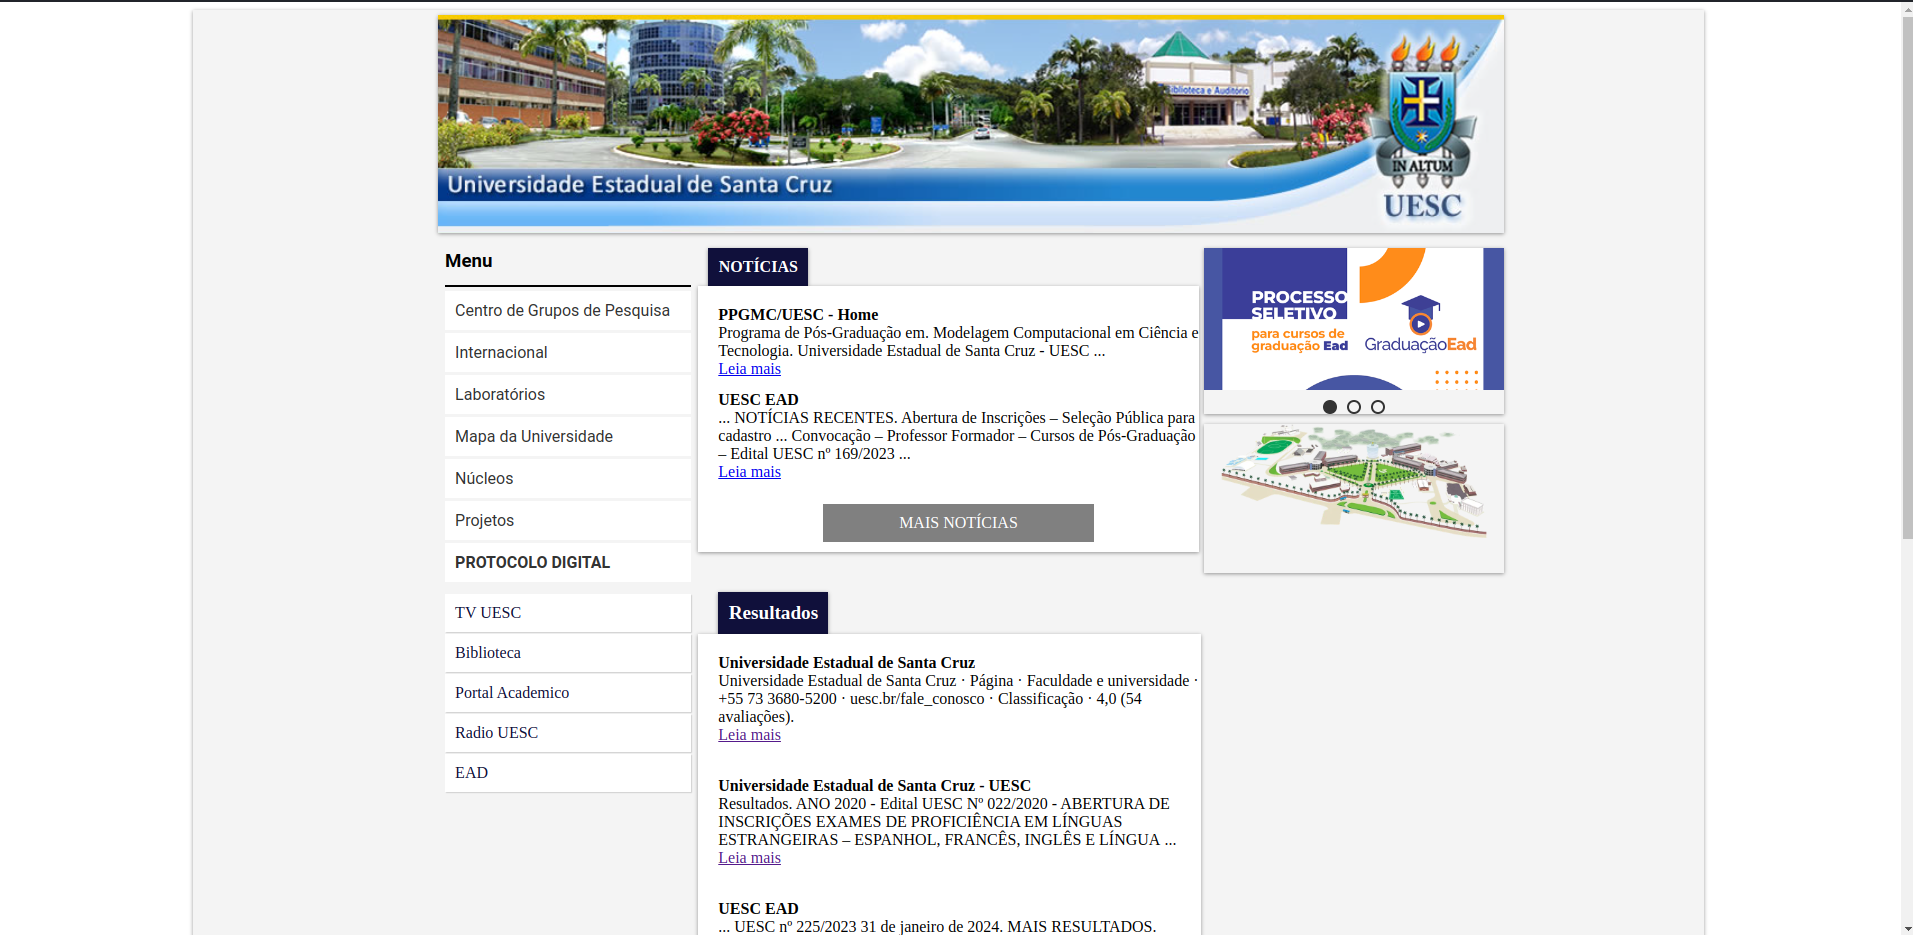 Biblioteca e Auditório
Universidade Estadual de Santa Cruz
IN ALTUM
UESC
Menu
Centro de Grupos de Pesquisa
Internacional
Laboratórios
Mapa da Universidade
Núcleos
Projetos
PROTOCOLO DIGITAL
TV UESC
Biblioteca
Portal Academico
Radio UESC
EAD
NOTÍCIAS
PPGMC/UESC - Home
Programa de Pós-Graduação em. Modelagem Computacional em Ciência e
Tecnologia. Universidade Estadual de Santa Cruz - UESC ...
Leia mais
UESC EAD
... NOTÍCIAS RECENTES. Abertura de Inscrições – Seleção Pública para
cadastro ... Convocação – Professor Formador – Cursos de Pós-Graduação
– Edital UESC nº 169/2023 ...
Leia mais
MAIS NOTÍCIAS
Resultados
Universidade Estadual de Santa Cruz
Universidade Estadual de Santa Cruz · Página · Faculdade e universidade ·
+55 73 3680-5200 · uesc.br/fale_conosco · Classificação · 4,0 (54
avaliações).
Leia mais
Universidade Estadual de Santa Cruz - UESC
Resultados. ANO 2020 - Edital UESC Nº 022/2020 - ABERTURA DE
INSCRIÇÕES EXAMES DE PROFICIÊNCIA EM LÍNGUAS
ESTRANGEIRAS – ESPANHOL, FRANCÊS, INGLÊS E LÍNGUA ...
Leia mais
UESC EAD
... UESC nº 225/2023 31 de janeiro de 2024. MAIS RESULTADOS.
PROCESSO
SELETIVO
para cursos de
graduação Ead
GraduaçãoEad